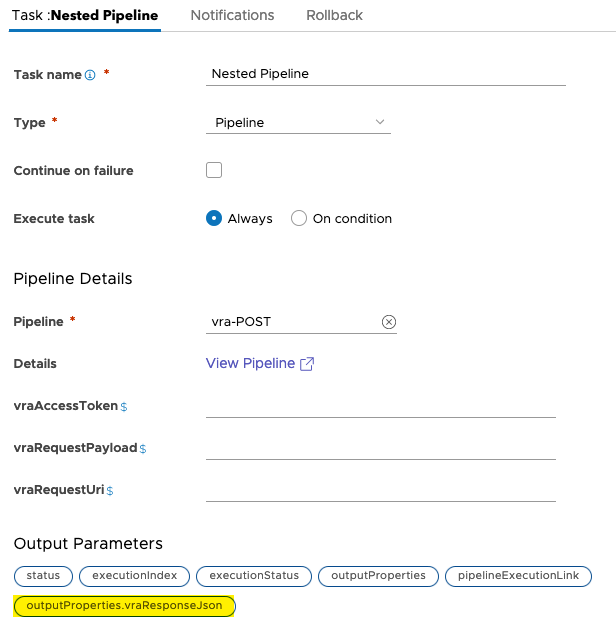 Task :Nested Pipeline Notifications Rollback
Task name * Nested Pipeline
Type * Pipeline
Continue on failure
Execute task Always On condition
Pipeline Details
Pipeline * vra-POST
Details View Pipeline
vraAccessToken $
vraRequestPayload $
vraRequestUri $
Output Parameters
status executionIndex executionStatus outputProperties pipelineExecutionLink
outputProperties.vraResponseJson